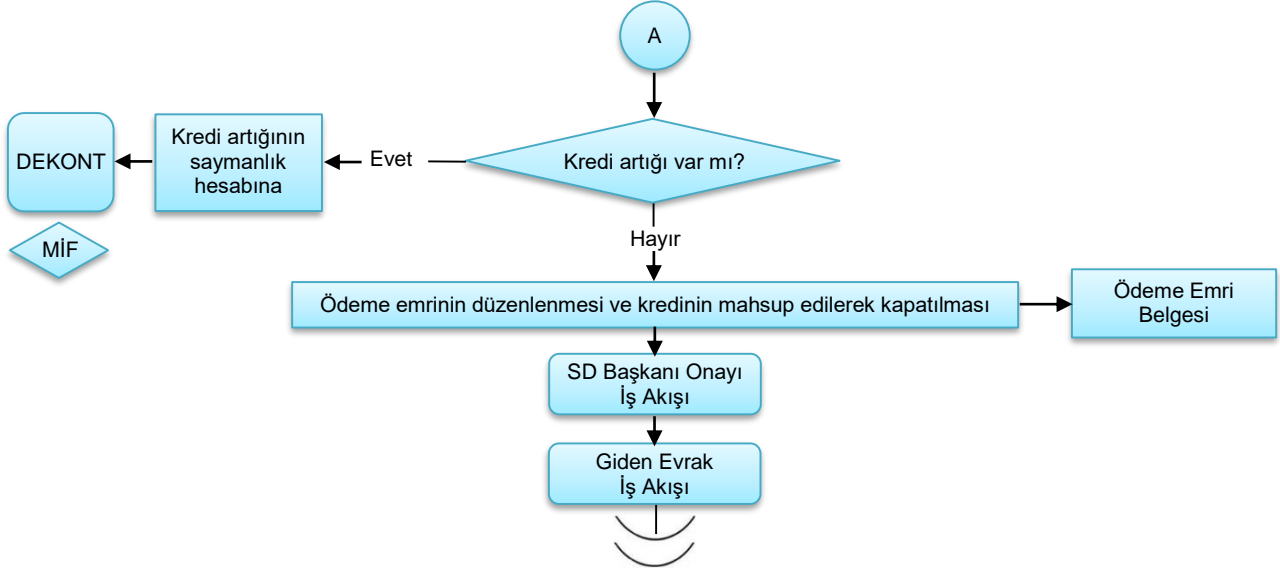 A
Kredi artığı var mı?
Evet
Kredi artığının
saymanlık
hesabına
DEKONT
MİF
Hayır
Ödeme emrinin düzenlenmesi ve kredinin mahsup edilerek kapatılması
Ödeme Emri
Belgesi
SD Başkanı Onayı
İş Akışı
Giden Evrak
İş Akışı